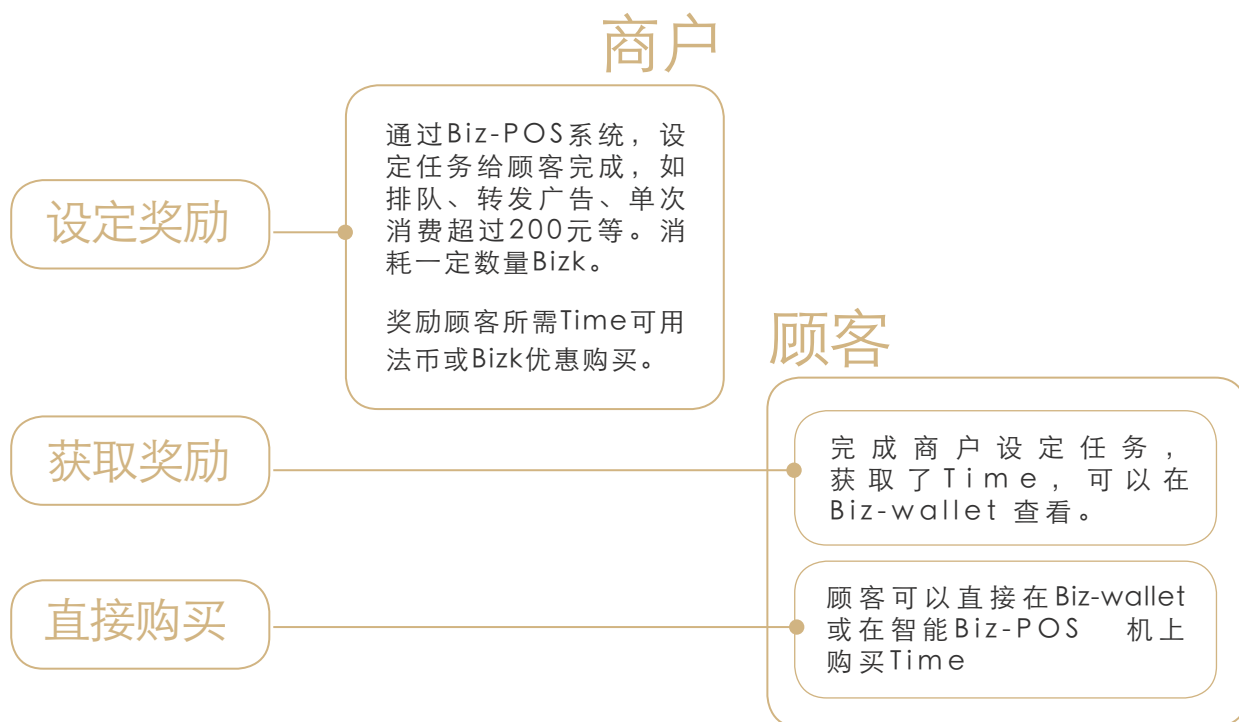 商户
通过Biz-POS系统，设
定任务给顾客完成，如
排队、转发广告、单次
消费超过200元等。消
耗一定数量Bizk。
奖励顾客所需Time可用
法币或Bizk优惠购买。
设定奖励
顾客
获取奖励
完成商户设定任务，
获取了Time，可以在
Biz-wallet 查看。
直接购买
顾客可以直接在Biz-wallet
或在智能Biz-POS 机上
购买Time